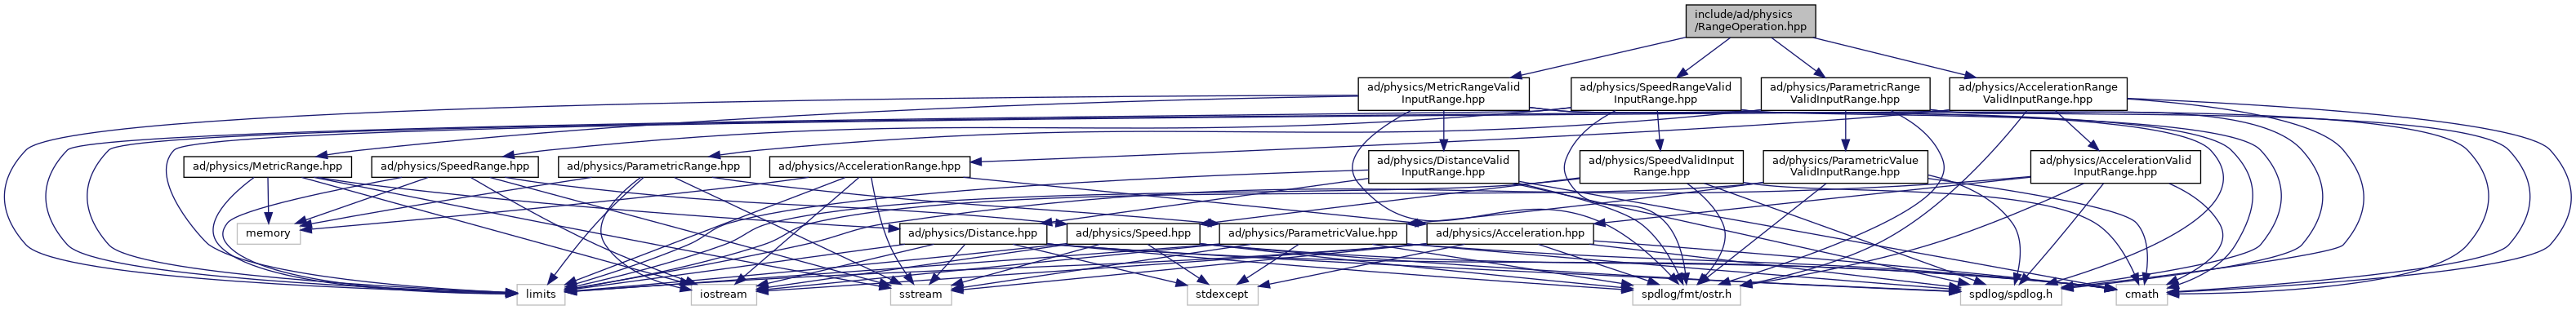 include/ad/physics
/RangeOperation.hpp
ad/physics/MetricRangeValid
InputRange.hpp
ad/physics/SpeedRangeValid
InputRange.hpp
ad/physics/ParametricRange
ValidInputRange.hpp
ad/physics/AccelerationRange
ValidInputRange.hpp
ad/physics/MetricRange.hpp
ad/physics/SpeedRange.hpp
ad/physics/ParametricRange.hpp
ad/physics/AccelerationRange.hpp
ad/physics/DistanceValid
InputRange.hpp
ad/physics/SpeedValidInput
Range.hpp
ad/physics/ParametricValue
ValidInputRange.hpp
ad/physics/AccelerationValid
InputRange.hpp
memory
ad/physics/Distance.hpp
ad/physics/Speed.hpp
ad/physics/ParametricValue.hpp
ad/physics/Acceleration.hpp
limits
iostream
sstream
stdexcept
spdlog/fmt/ostr.h
spdlog/spdlog.h
cmath